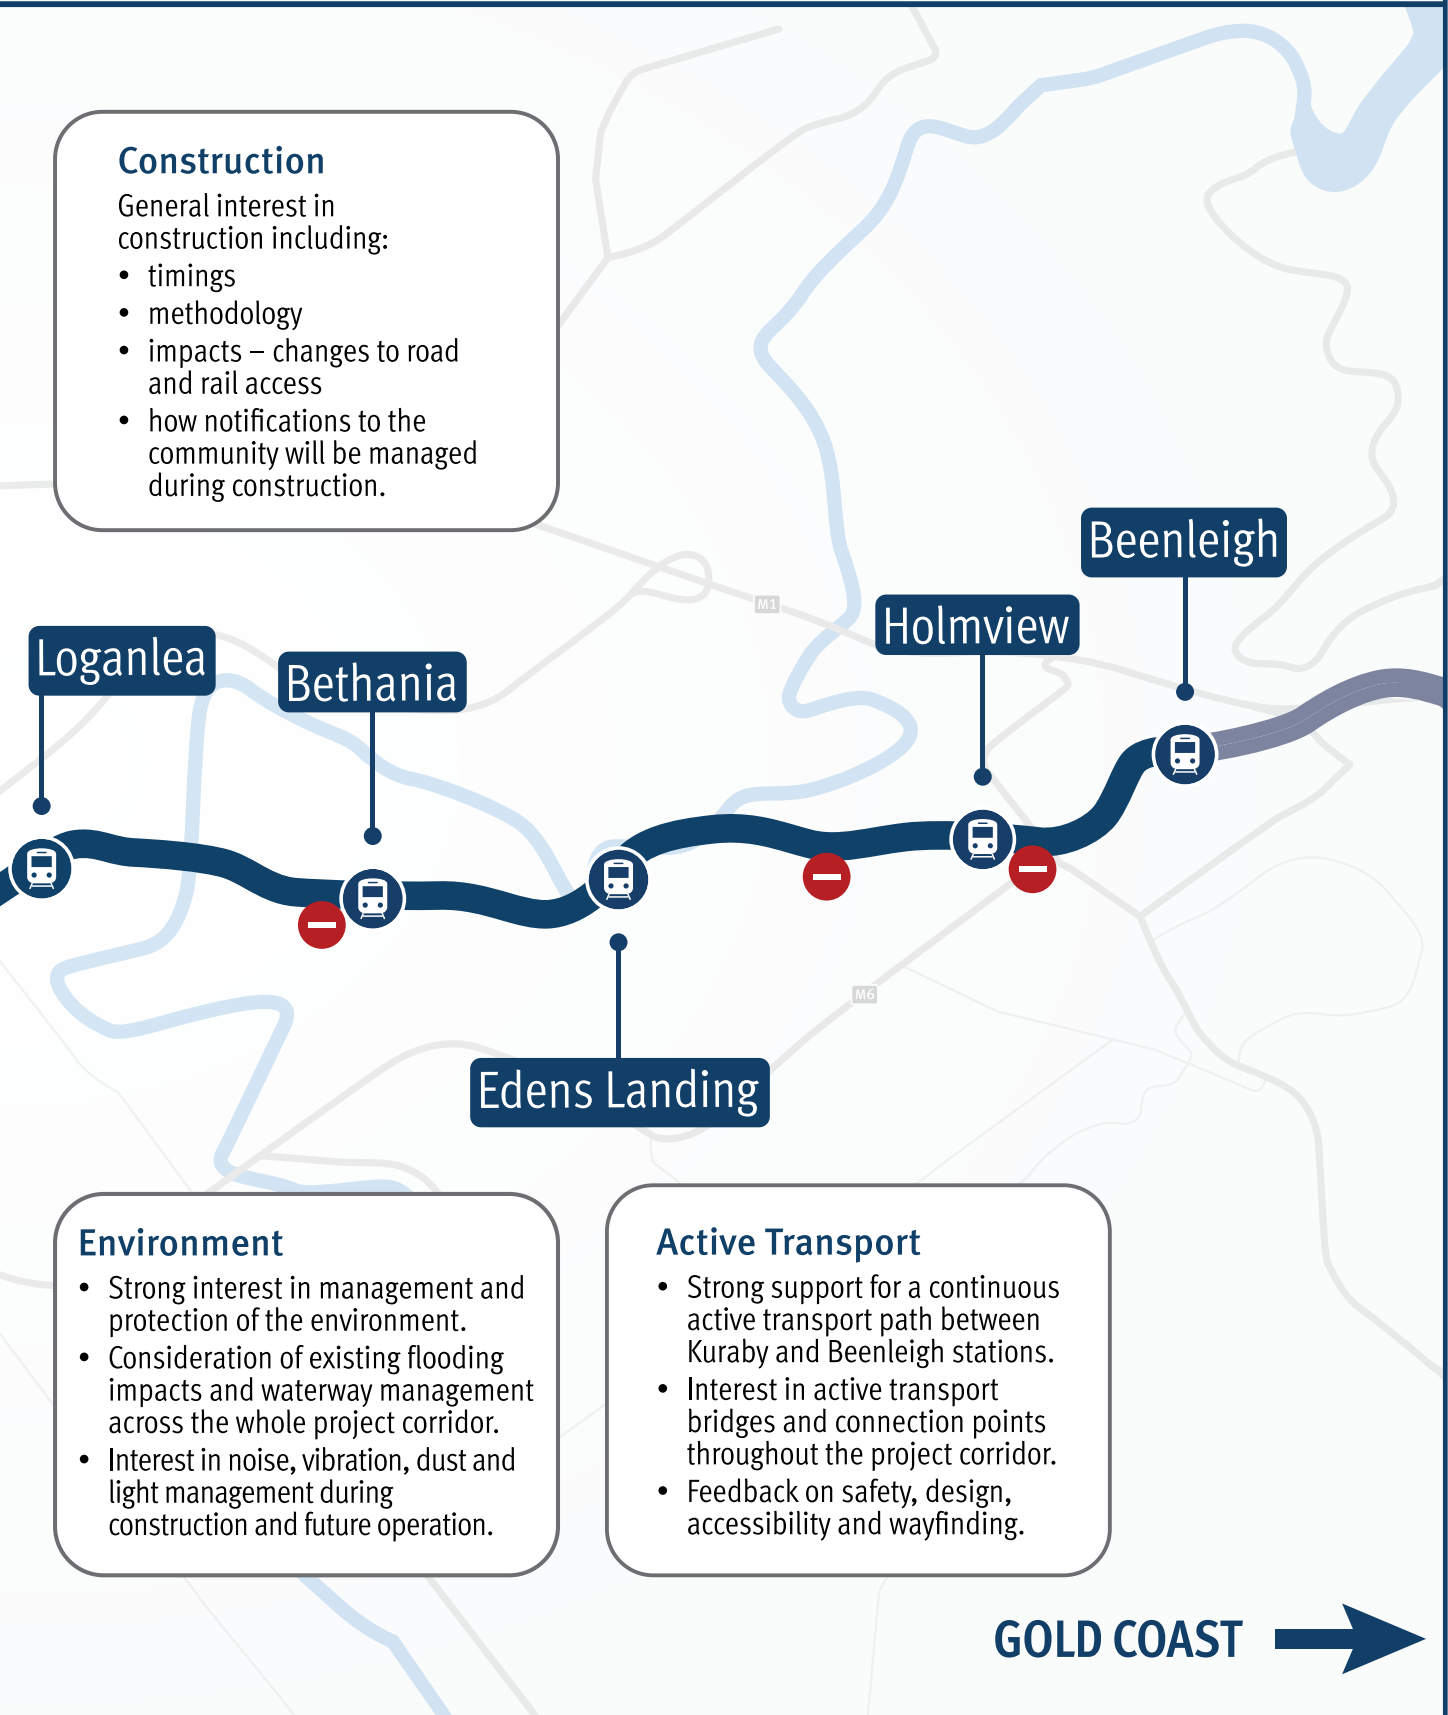 Construction
General interest in
construction including:
• timings
• methodology
• impacts – changes to road
and rail access
• how notifications to the
community will be managed
during construction.
Beenleigh
M1
Holmview
Loganlea
Bethania
M6
Edens Landing
Environment
• Strong interest in management and
protection of the environment.
• Consideration of existing flooding
impacts and waterway management
across the whole project corridor.
• Interest in noise, vibration, dust and
light management during
construction and future operation.
Active Transport
• Strong support for a continuous
active transport path between
Kuraby and Beenleigh stations.
• Interest in active transport
bridges and connection points
throughout the project corridor.
• Feedback on safety, design,
accessibility and wayfinding.
GOLD COAST